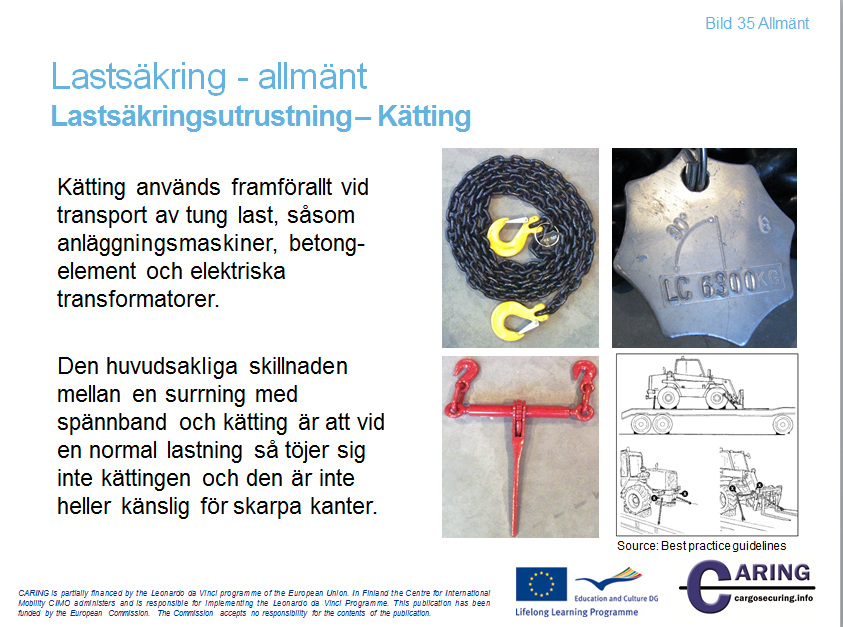 Bild 35 Allmänt
Lastsäkring - allmänt
Lastsäkringsutrustning – Kätting
Kätting används framförallt vid
transport av tung last, såsom
anläggningsmaskiner, betong-
element och elektriska
transformatorer.
Den huvudsakliga skillnaden
mellan en surrning med
spännband och kätting är att vid
en normal lastning så töjer sig
inte kättingen och den är inte
heller känslig för skarpa kanter.
90°
8
LC 6300KG
Source: Best practice guidelines
CARING is partially financed by the Leonardo da Vinci programme of the European Union. In Finland the Centre for International
Mobility CIMO administers and is responsible for implementing the Leonardo da Vinci Programme. This publication has been
funded by the European Commission. The Commission accepts no responsibility for the contents of the publication.
Education and Culture DG
Lifelong Learning Programme
CARING
cargosecuring.info